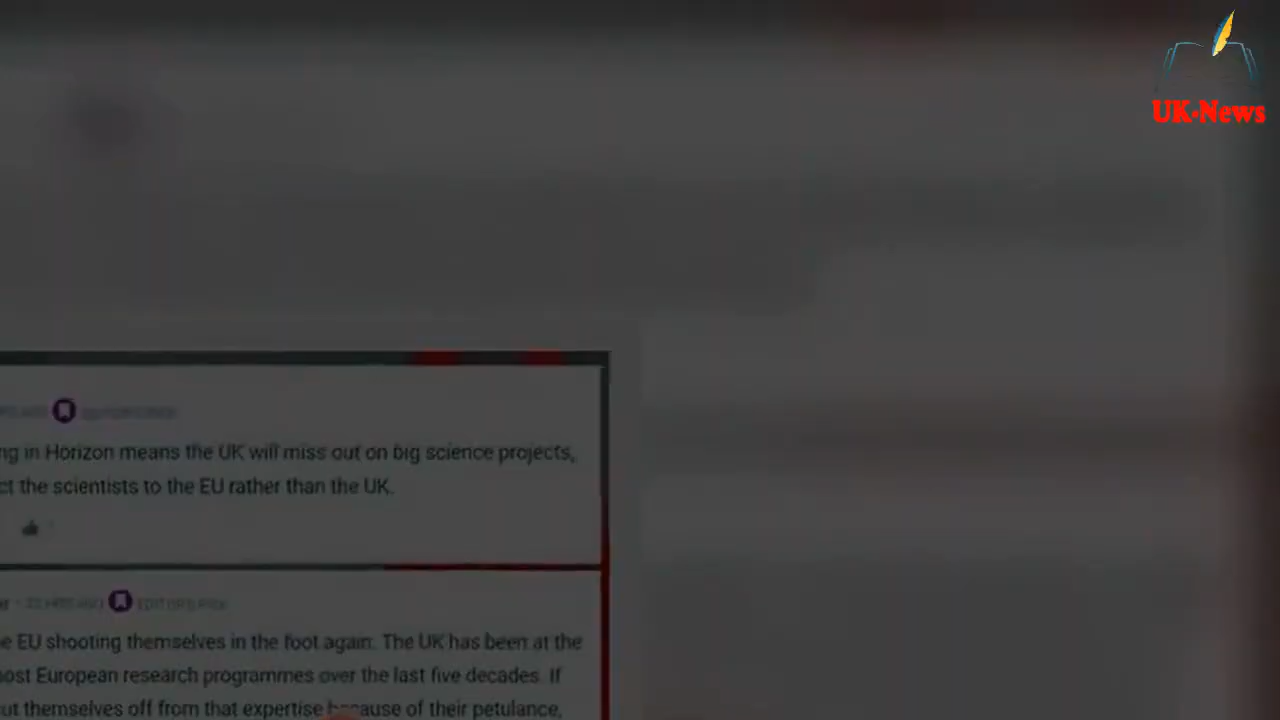 UK-News
ng in Horizon means the UK will miss out on big science projects,
ct the scientists to the EU rather than the UK.
EDITOR'S PICK
e EU shooting themselves in the foot again. The UK has been at the
ost European research programmes over the last five decades. If
ut themselves off from that expertise because of their petulance,